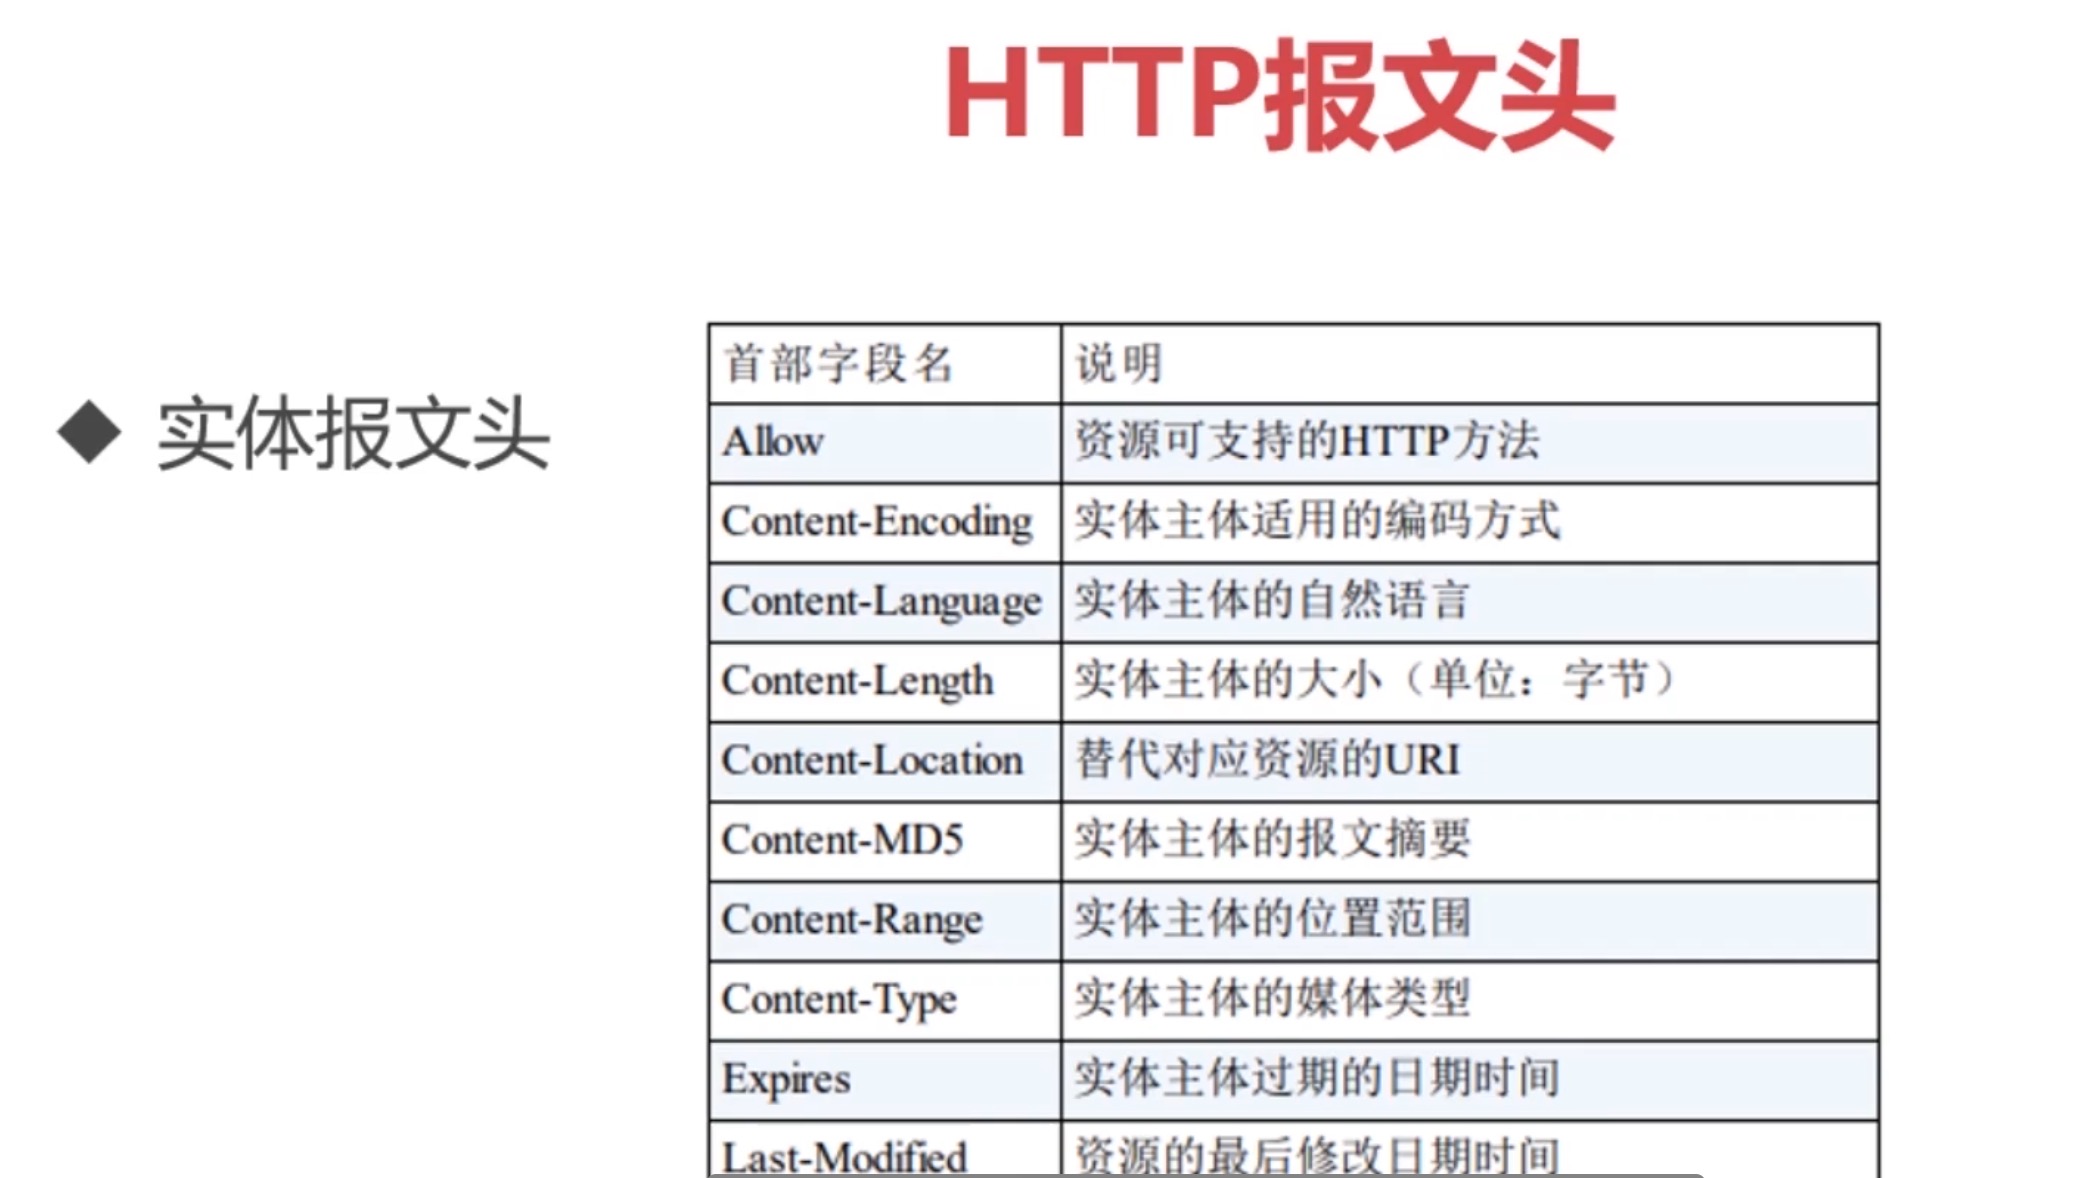 HTTP报文头
◆ 实体报文头
首部字段名 说明
Allow 资源可支持的HTTP方法
Content-Encoding 实体主体适用的编码方式
Content-Language 实体主体的自然语言
Content-Length 实体主体的大小（单位：字节）
Content-Location 替代对应资源的URI
Content-MD5 实体主体的报文摘要
Content-Range 实体主体的位置范围
Content-Type 实体主体的媒体类型
Expires 实体主体过期的日期时间
Last-Modified 资源的最后修改日期时间